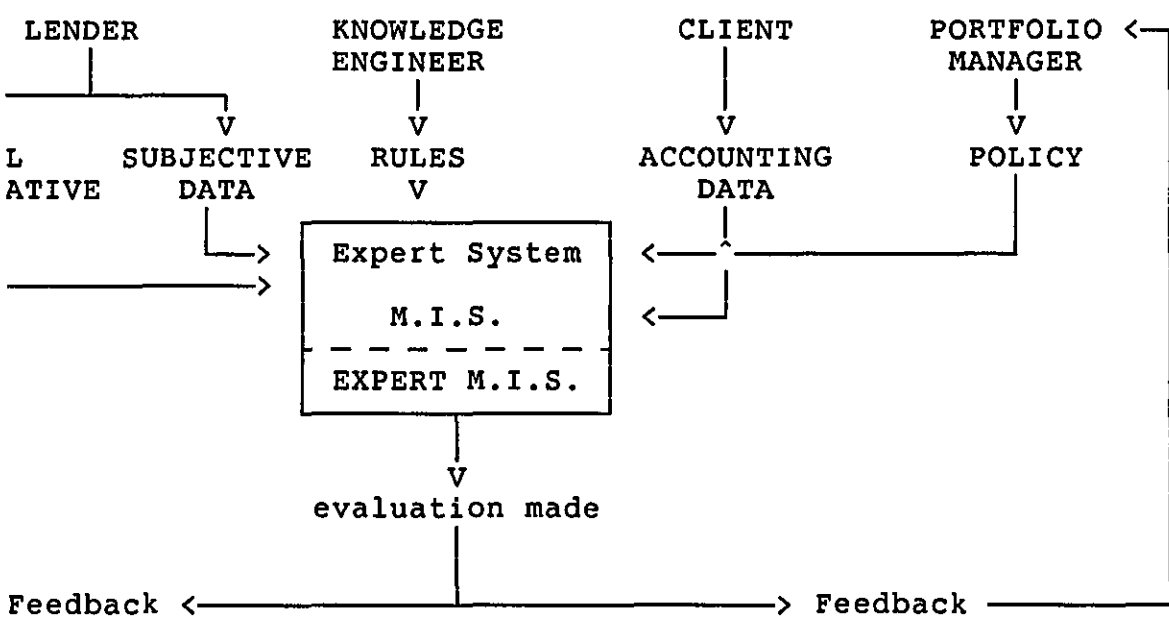 LENDER KNOWLEDGE ENGINEER CLIENT PORTFOLIO MANAGER
L ATIVE SUBJECTIVE DATA RULES ACCOUNTING DATA POLICY
Expert System
M.I.S.
EXPERT M.I.S.
evaluation made
Feedback Feedback